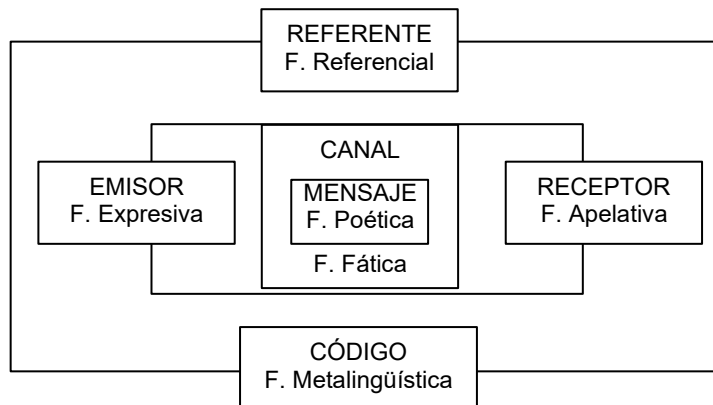 REFERENTE
F. Referencial
CANAL
EMISOR
F. Expresiva
MENSAJE
F. Poética
RECEPTOR
F. Apelativa
F. Fática
CÓDIGO
F. Metalingüística